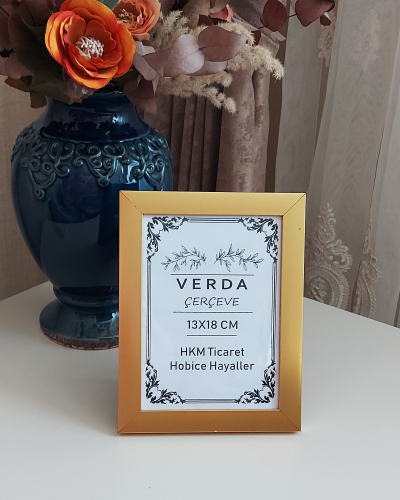 VERDA
ÇERÇEVE
13X18 CM
HKM Ticaret
Hobice Hayaller